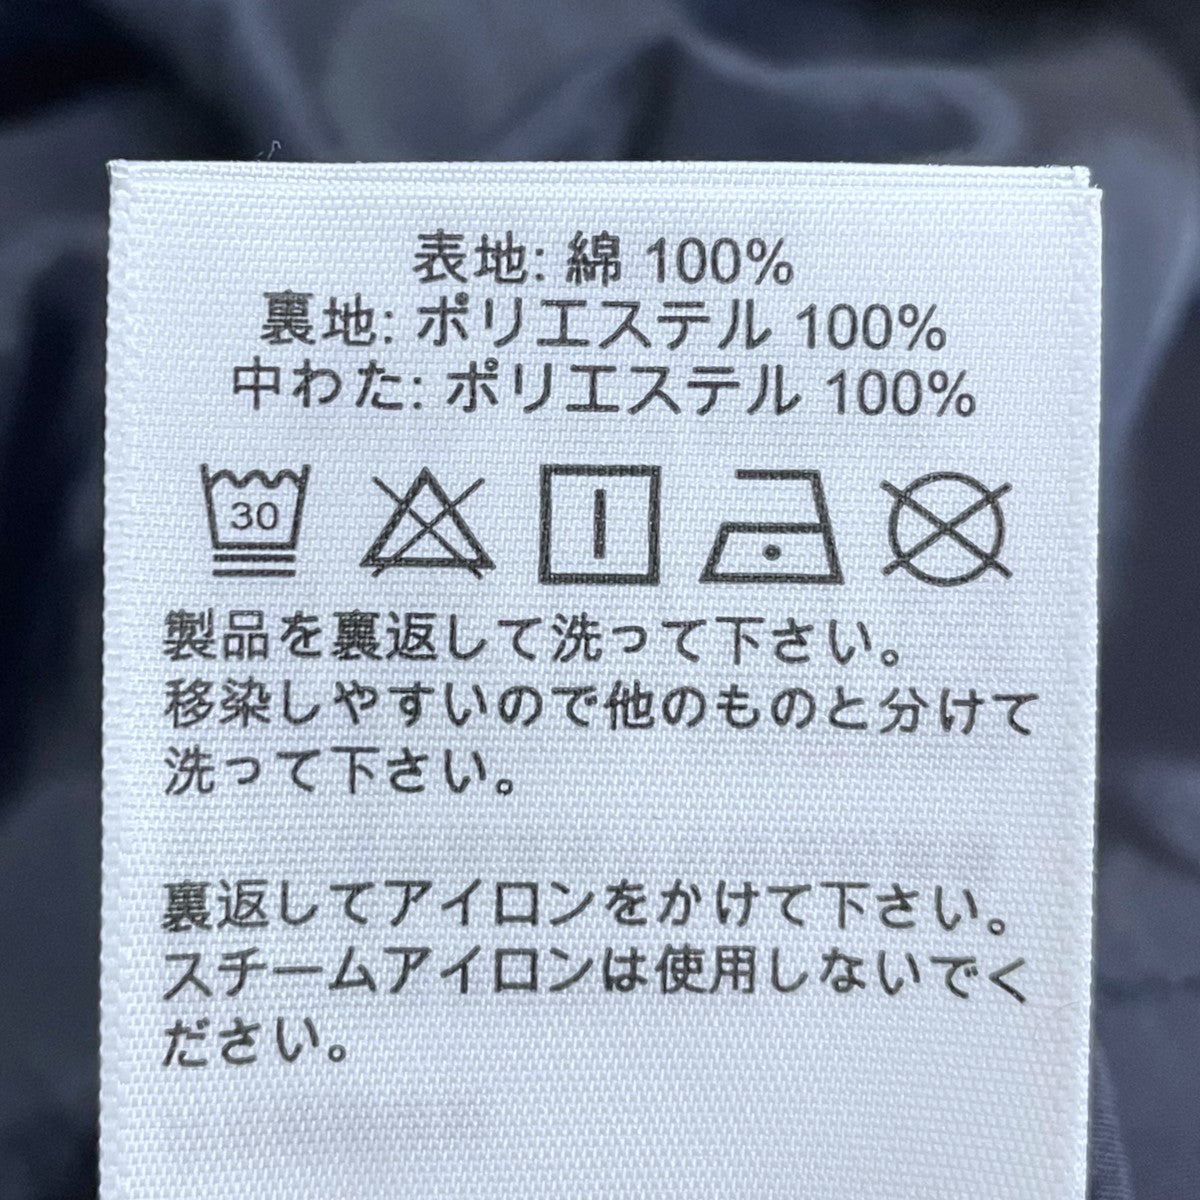 表地: 綿 100%
裏地: ポリエステル 100%
中わた: ポリエステル 100%
30
製品を裏返して洗って下さい。
移染しやすいので他のものと分けて
洗って下さい。
裏返してアイロンをかけて下さい。
スチームアイロンは使用しないでく
ださい。